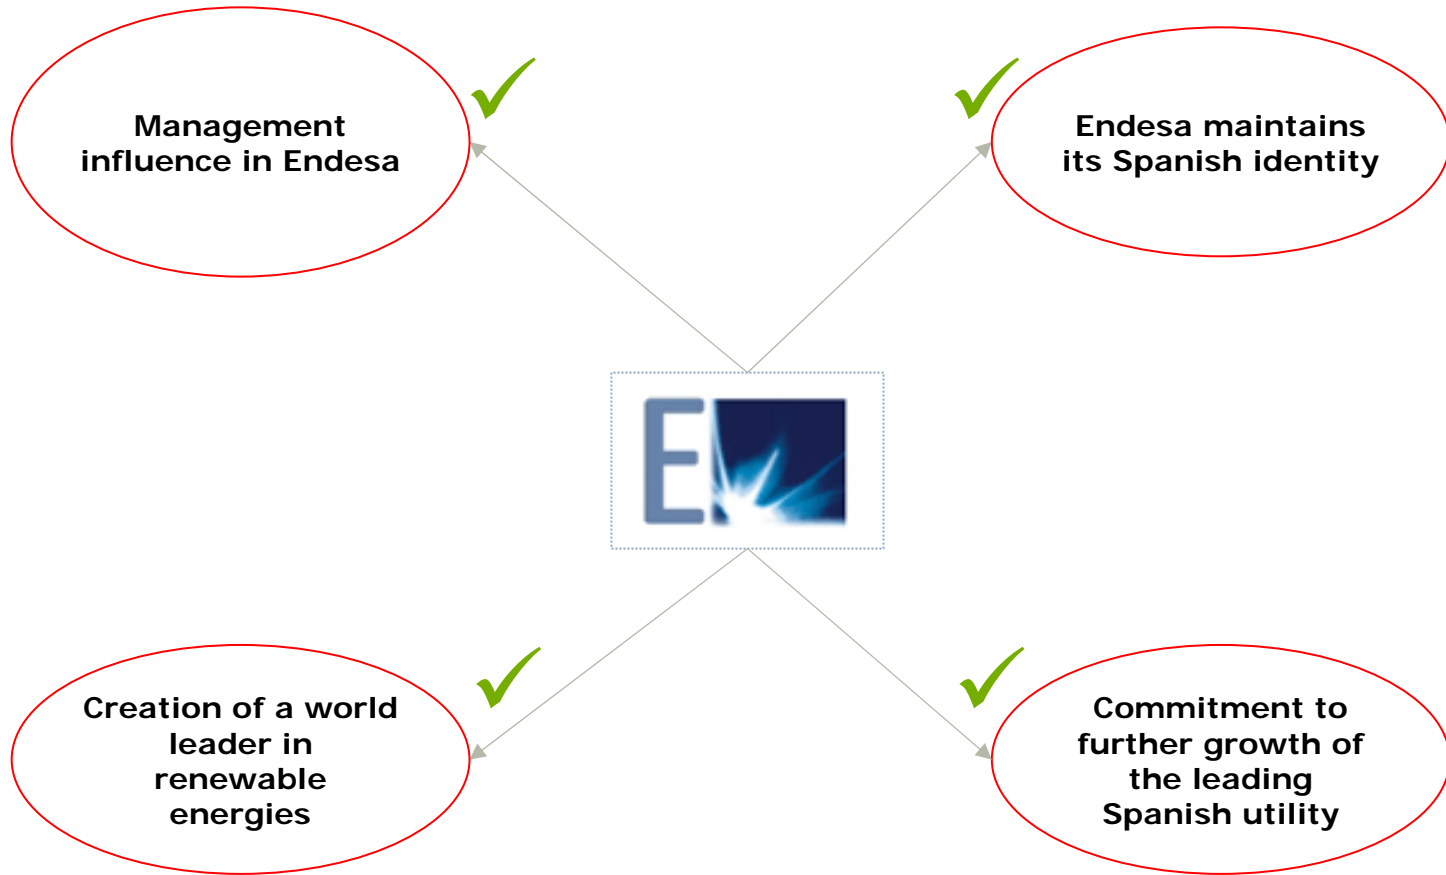 Management
influence in Endesa
Endesa maintains
its Spanish identity
E
Creation of a world
leader in
renewable
energies
Commitment to
further growth of
the leading
Spanish utility